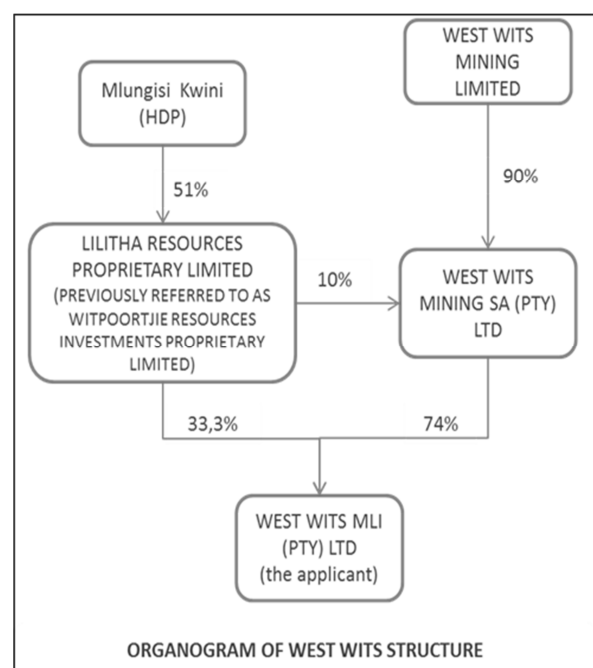 WEST WITS
MINING
LIMITED
Mlungisi Kwini
(HDP)
51%
90%
LILITHA RESOURCES
PROPRIETARY LIMITED
(PREVIOUSLY REFERRED TO AS
WITPOORTJIE RESOURCES
INVESTMENTS PROPRIETARY
LIMITED)
10%
WEST WITS
MINING SA (PTY)
LTD
33,3%
74%
WEST WITS MLI
(PTY) LTD
(the applicant)
ORGANOGRAM OF WEST WITS STRUCTURE